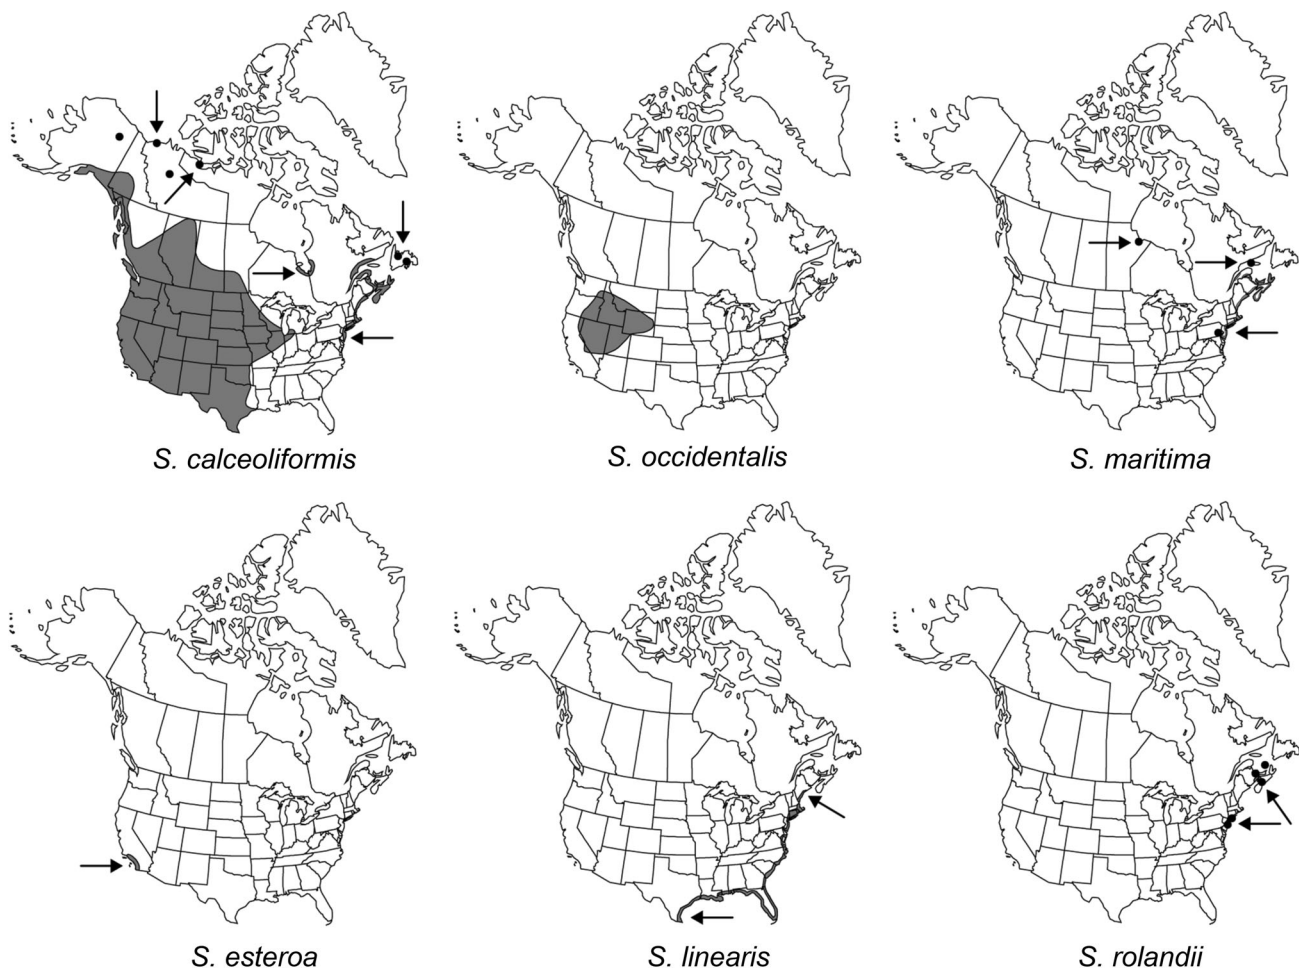 S. calceoliformis
S. occidentalis
S. maritima
S. esteroa
S. linearis
S. rolandii